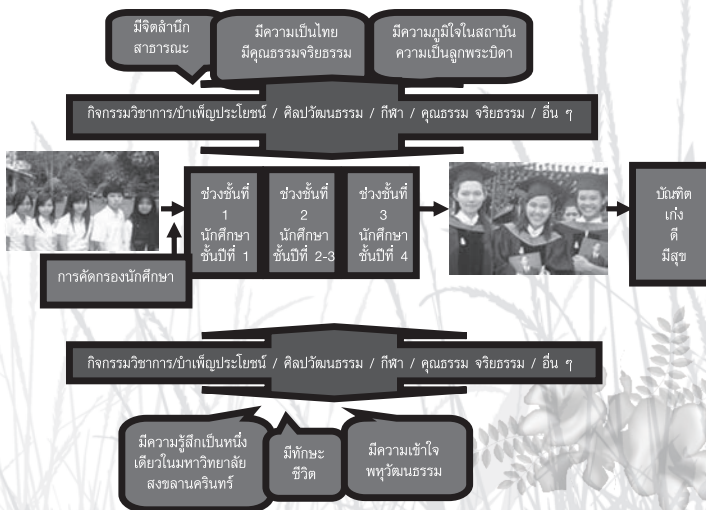 มีจิตสำนึก
สาธารณะ
มีความเป็นไทย
มีคุณธรรมจริยธรรม
มีความภูมิใจในสถาบัน
ความเป็นลูกพระบิดา
กิจกรรมวิชาการ/บำเพ็ญประโยชน์ / ศิลปวัฒนธรรม / กีฬา / คุณธรรม จริยธรรม / อื่น ๆ
ช่วงชั้นที่
1
นักศึกษา
ชั้นปีที่ 1
ช่วงชั้นที่
2
นักศึกษา
ชั้นปีที่ 2-3
ช่วงชั้นที่
3
นักศึกษา
ชั้นปีที่ 4
บัณฑิต
เก่ง
ดี
มีสุข
การคัดกรองนักศึกษา
กิจกรรมวิชาการ/บำเพ็ญประโยชน์ / ศิลปวัฒนธรรม / กีฬา / คุณธรรม จริยธรรม / อื่น ๆ
มีความรู้สึกเป็นหนึ่ง
เดียวในมหาวิทยาลัย
สงขลานครินทร์
มีทักษะ
ชีวิต
มีความเข้าใจ
พหุวัฒนธรรม